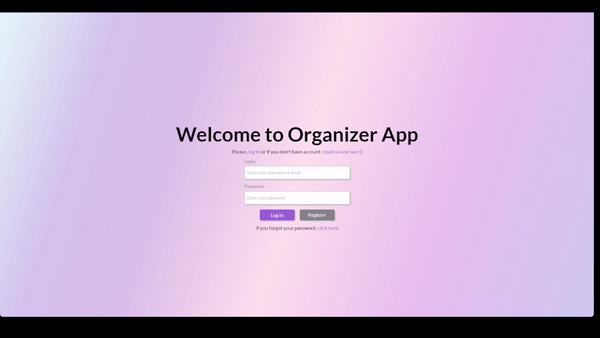 Welcome to Organizer App
Please, log in or if you don't have account create a new one :)
Login:
Enter your username or email
Password:
Enter your password
Log In
Register
If you forgot your password, click here.